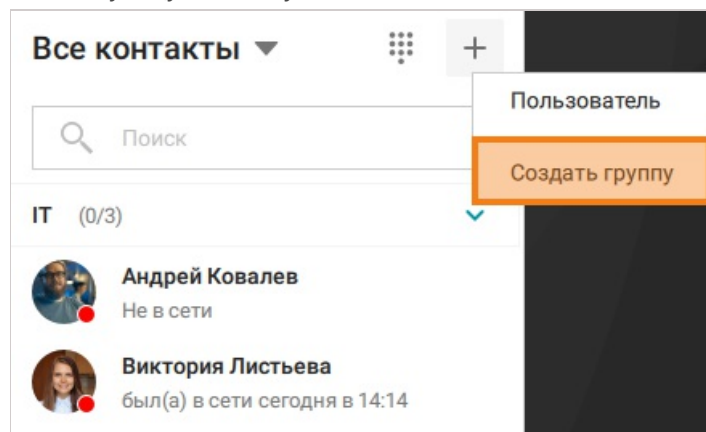 Все контакты
Пользователь
Поиск
Создать группу
IT (0/3)
Андрей Ковалев
Не в сети
Виктория Листьева
был(а) в сети сегодня в 14:14